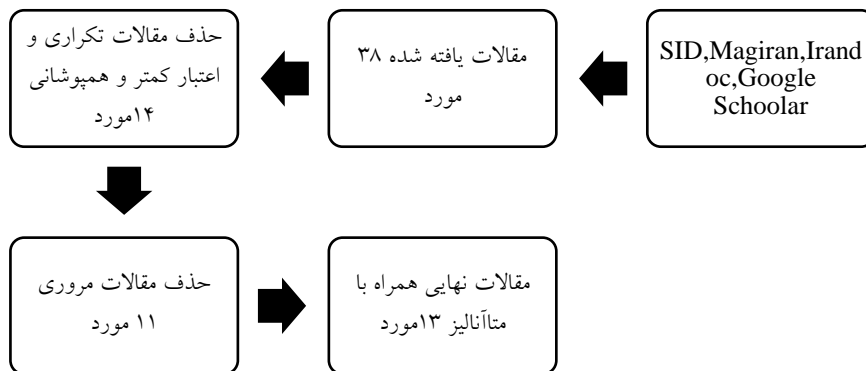 SID,Magiran,Irand
oc,Google
Schoolar
مقالات یافته شده ۳۸
مورد
حذف مقالات تکراری و
اعتبار کمتر و همپوشانی
۱۴مورد
حذف مقالات مروری
۱۱ مورد
مقالات نهایی همراه با
متاآنالیز ۱۳مورد